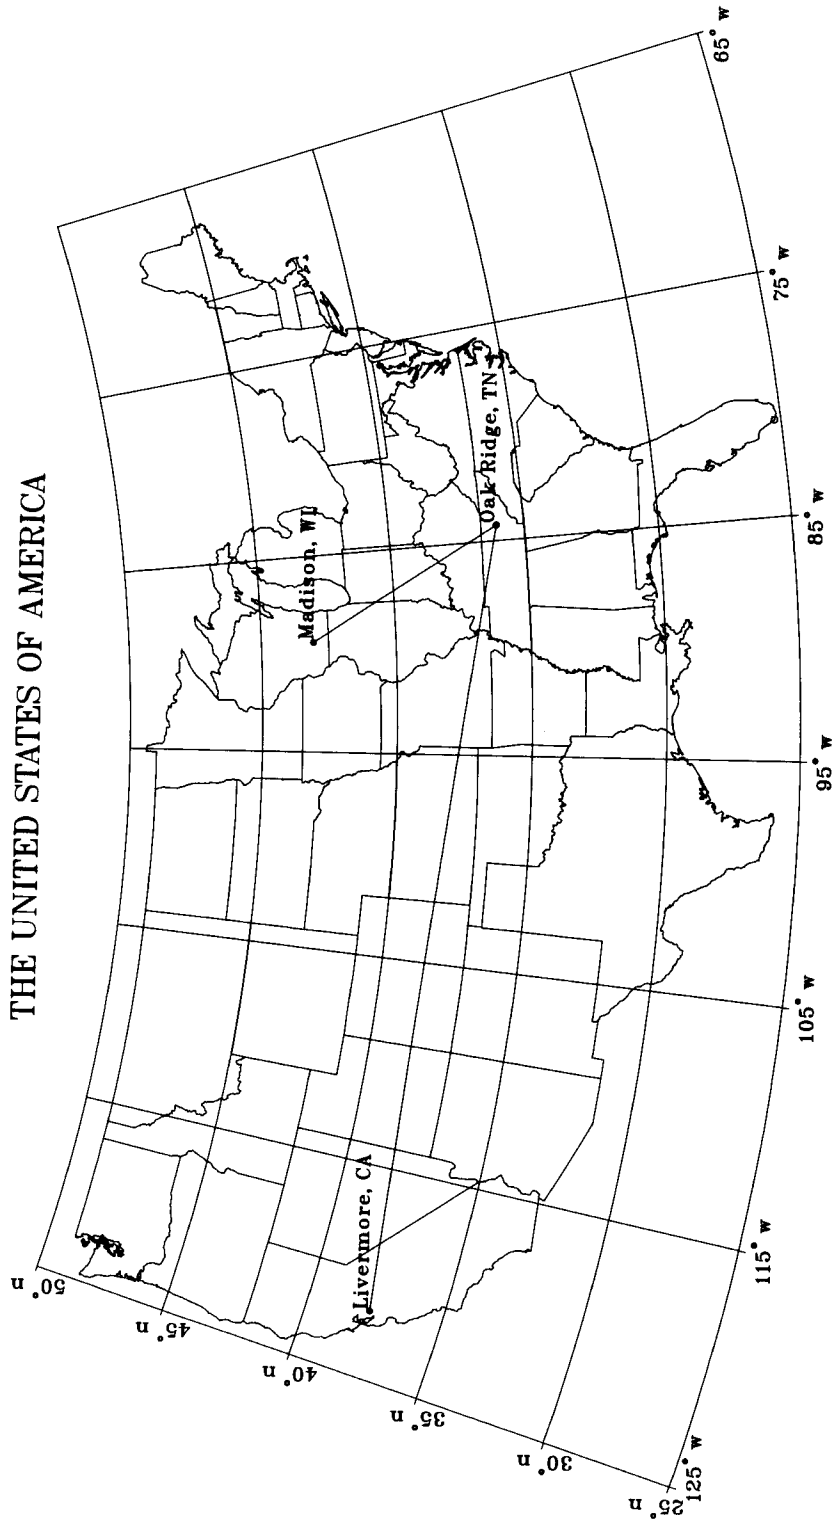 THE UNITED STATES OF AMERICA
50° n
45° n
40° n
35° n
30° n
25° n
125° w
115° w
105° w
95° w
85° w
75° w
65° w
Livermore, CA
Madison, WI
Oak Ridge, TN